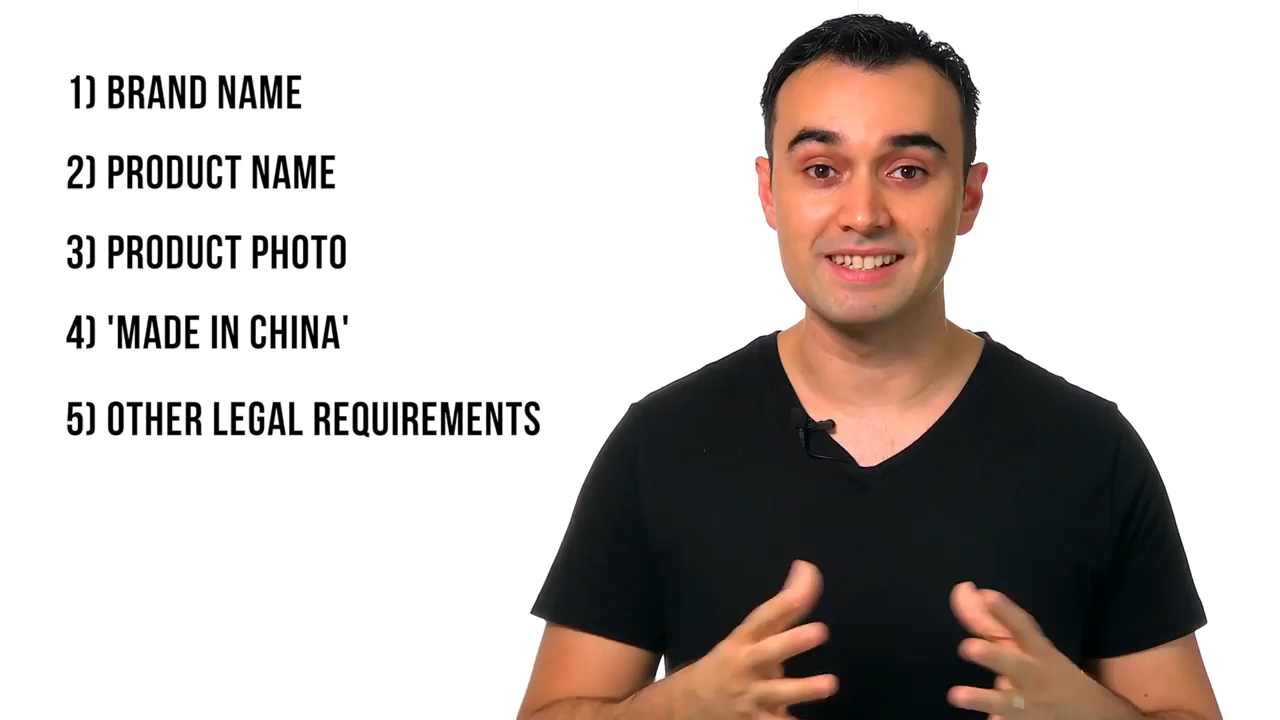 1) BRAND NAME
2) PRODUCT NAME
3) PRODUCT PHOTO
4) 'MADE IN CHINA'
5) OTHER LEGAL REQUIREMENTS